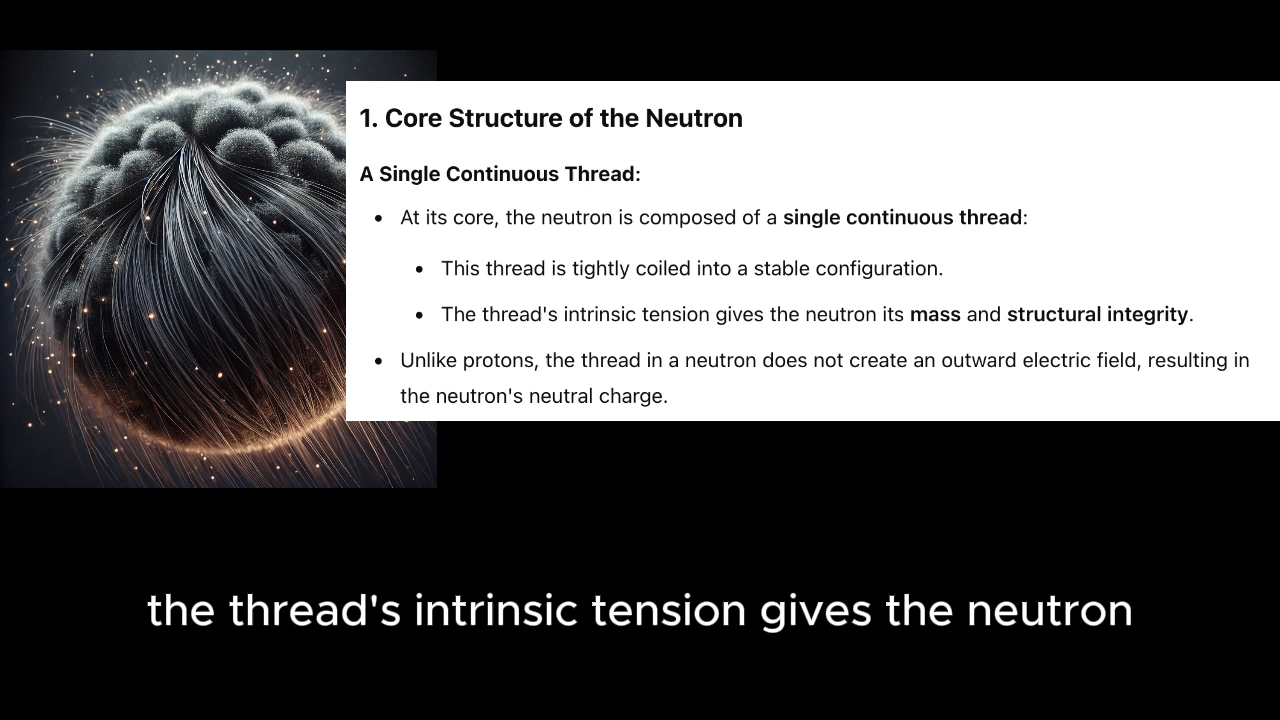 1. Core Structure of the Neutron
A Single Continuous Thread:
• At its core, the neutron is composed of a single continuous thread:
• This thread is tightly coiled into a stable configuration.
• The thread's intrinsic tension gives the neutron its mass and structural integrity.
• Unlike protons, the thread in a neutron does not create an outward electric field, resulting in
the neutron's neutral charge.
the thread's intrinsic tension gives the neutron